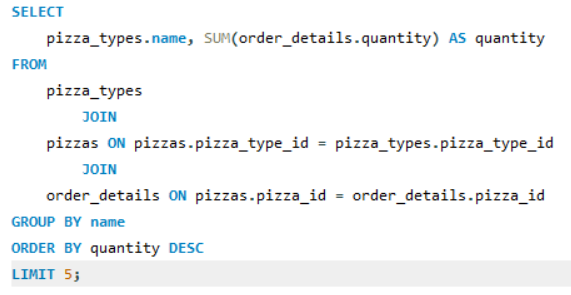 SELECT
pizza_types.name, SUM(order_details.quantity) AS quantity
FROM
pizza_types
JOIN
pizzas ON pizzas.pizza_type_id = pizza_types.pizza_type_id
JOIN
order_details ON pizzas.pizza_id = order_details.pizza_id
GROUP BY name
ORDER BY quantity DESC
LIMIT 5;